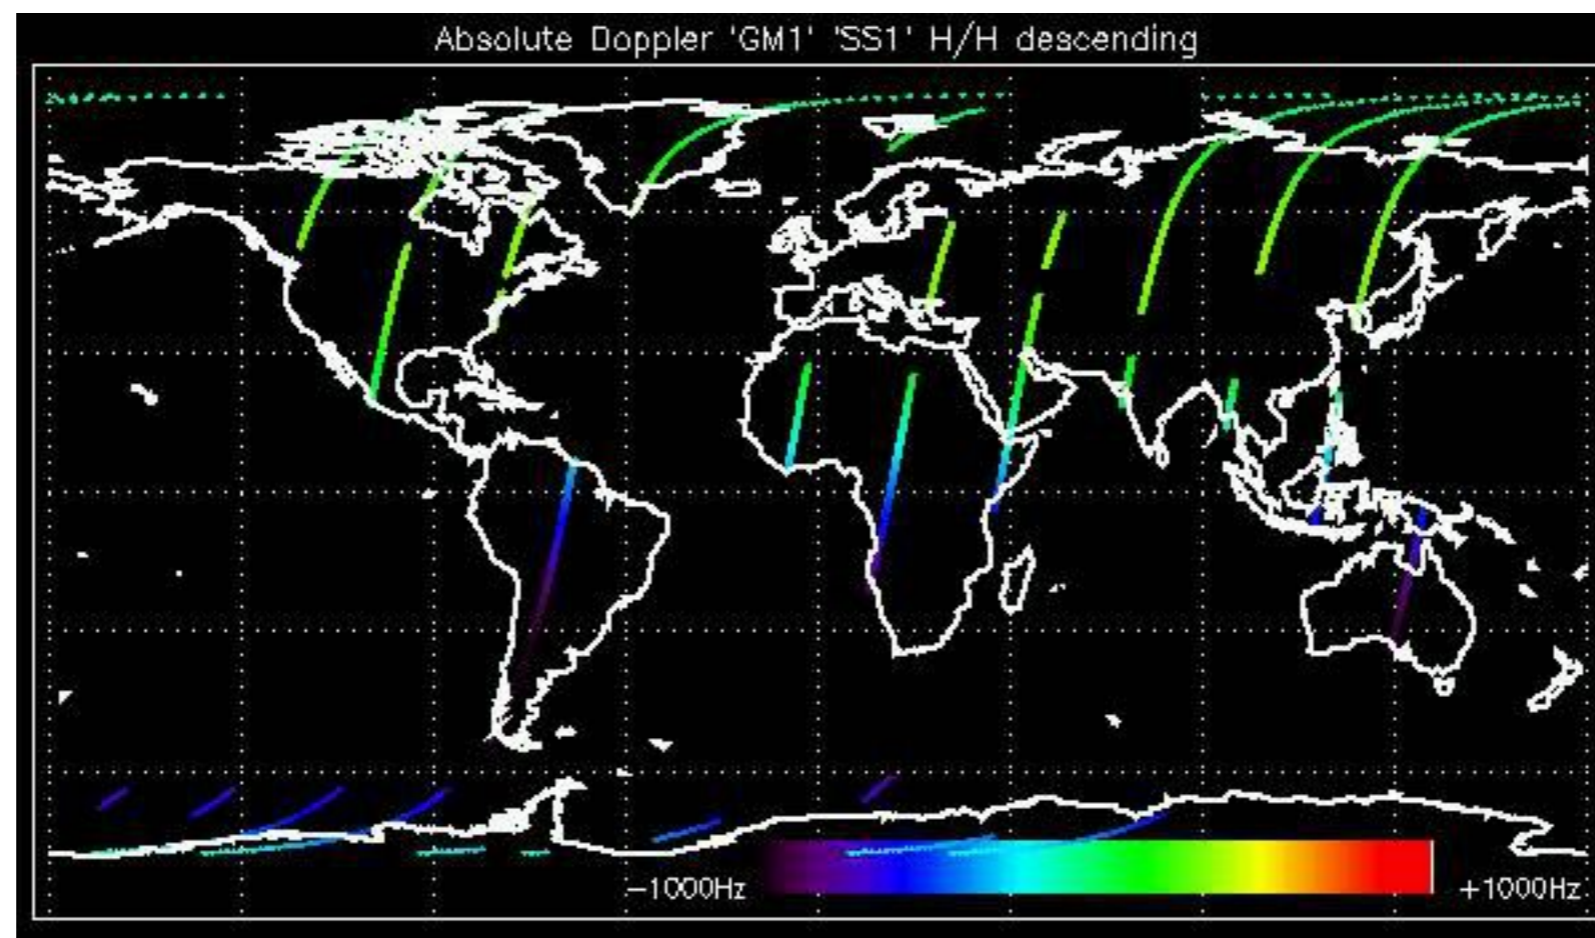 Absolute Doppler 'GM1' 'SS1' H/H descending
−1000Hz
+1000Hz